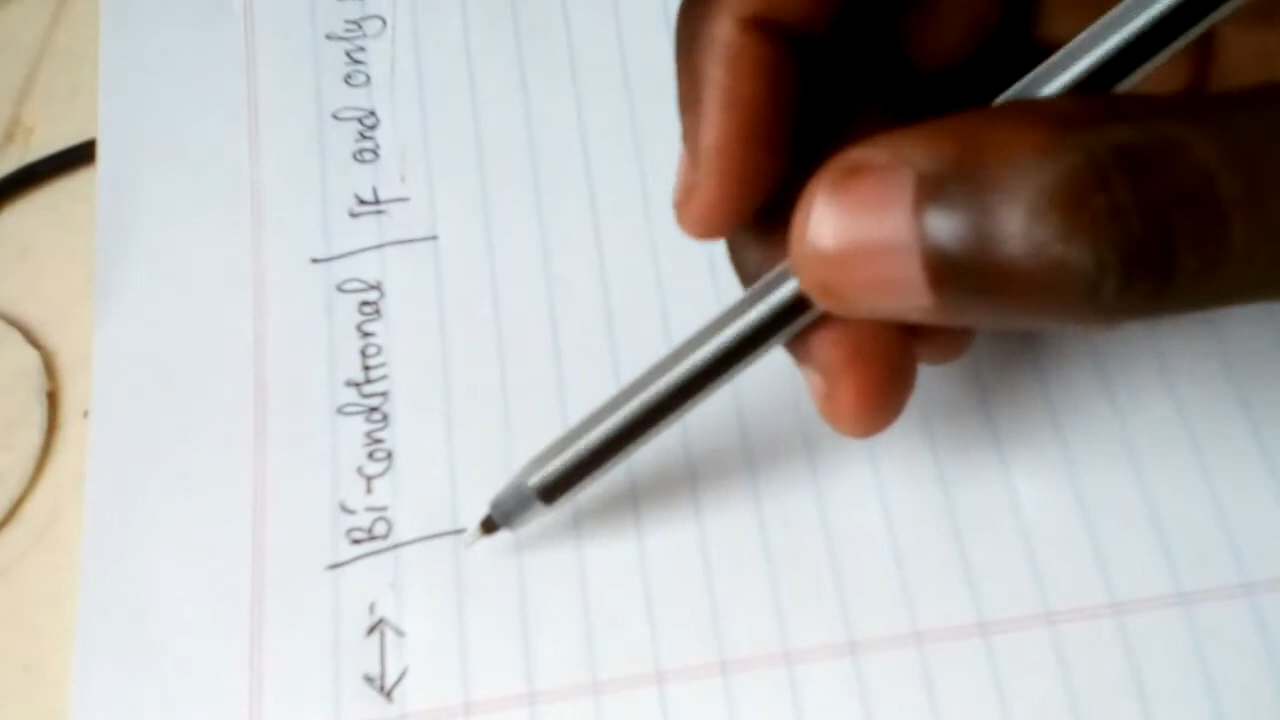 ↔ | Bi-conditional | If and only